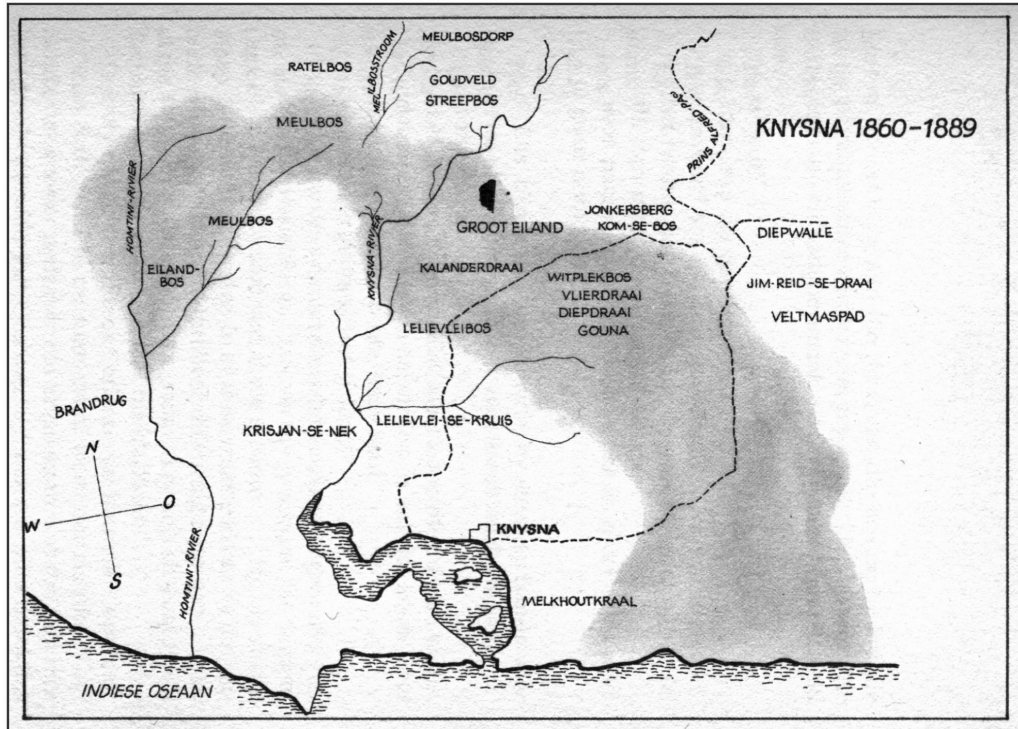 MEULBOSDORP
MEULBOSSTROOM
RATELBOS
GOUDVELD
STREEPBOS
PRINS ALFRED-PAS
KNYSNA 1860-1889
MEULBOS
HOMTINI-RIVIER
MEULBOS
JONKERSBERG
KOM-SE-BOS
GROOT EILAND
DIEPWALLE
KNYSNA-RIVIER
EILAND-
BOS
KALANDERDRAAI
WITPLEKBOS
VLIERDRAAI
DIEPDRAAI
GOUNA
JIM-REID-SE-DRAAI
VELTMASPAD
LELIEVLEIBOS
BRANDRUG
KRISJAN-SE-NEK
LELIEVLEI-SE-KRUIS
N
O
W
S
KNYSNA
HOMTINI-RIVIER
MELKHOUTKRAAL
INDIESE OSEAAN